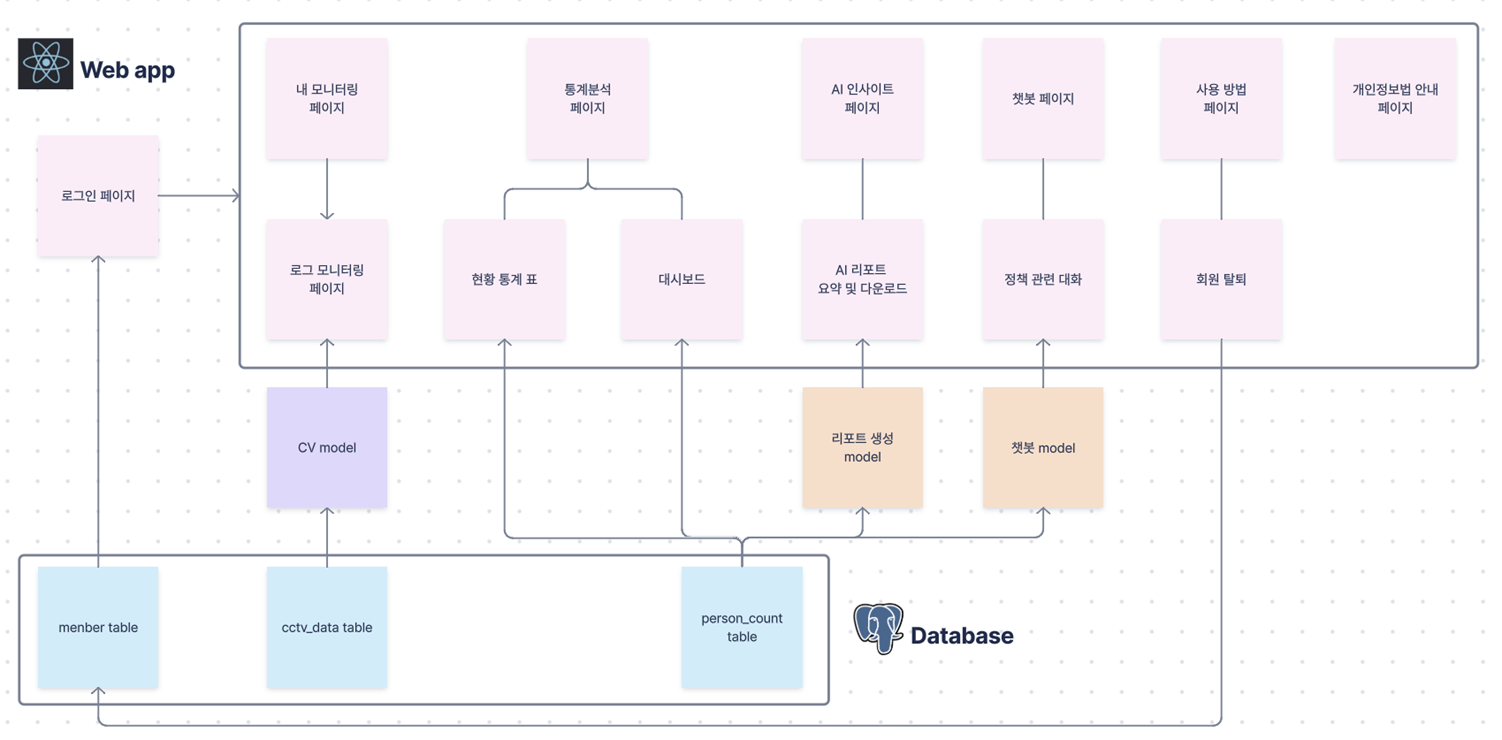 Web app
내 모니터링
페이지
통계분석
페이지
AI 인사이트
페이지
챗봇 페이지
사용 방법
페이지
개인정보법 안내
페이지
로그인 페이지
로그 모니터링
페이지
현황 통계 표
대시보드
AI 리포트
요약 및 다운로드
정책 관련 대화
회원 탈퇴
CV model
리포트 생성
model
챗봇 model
menber table
cctv_data table
person_count
table
Database